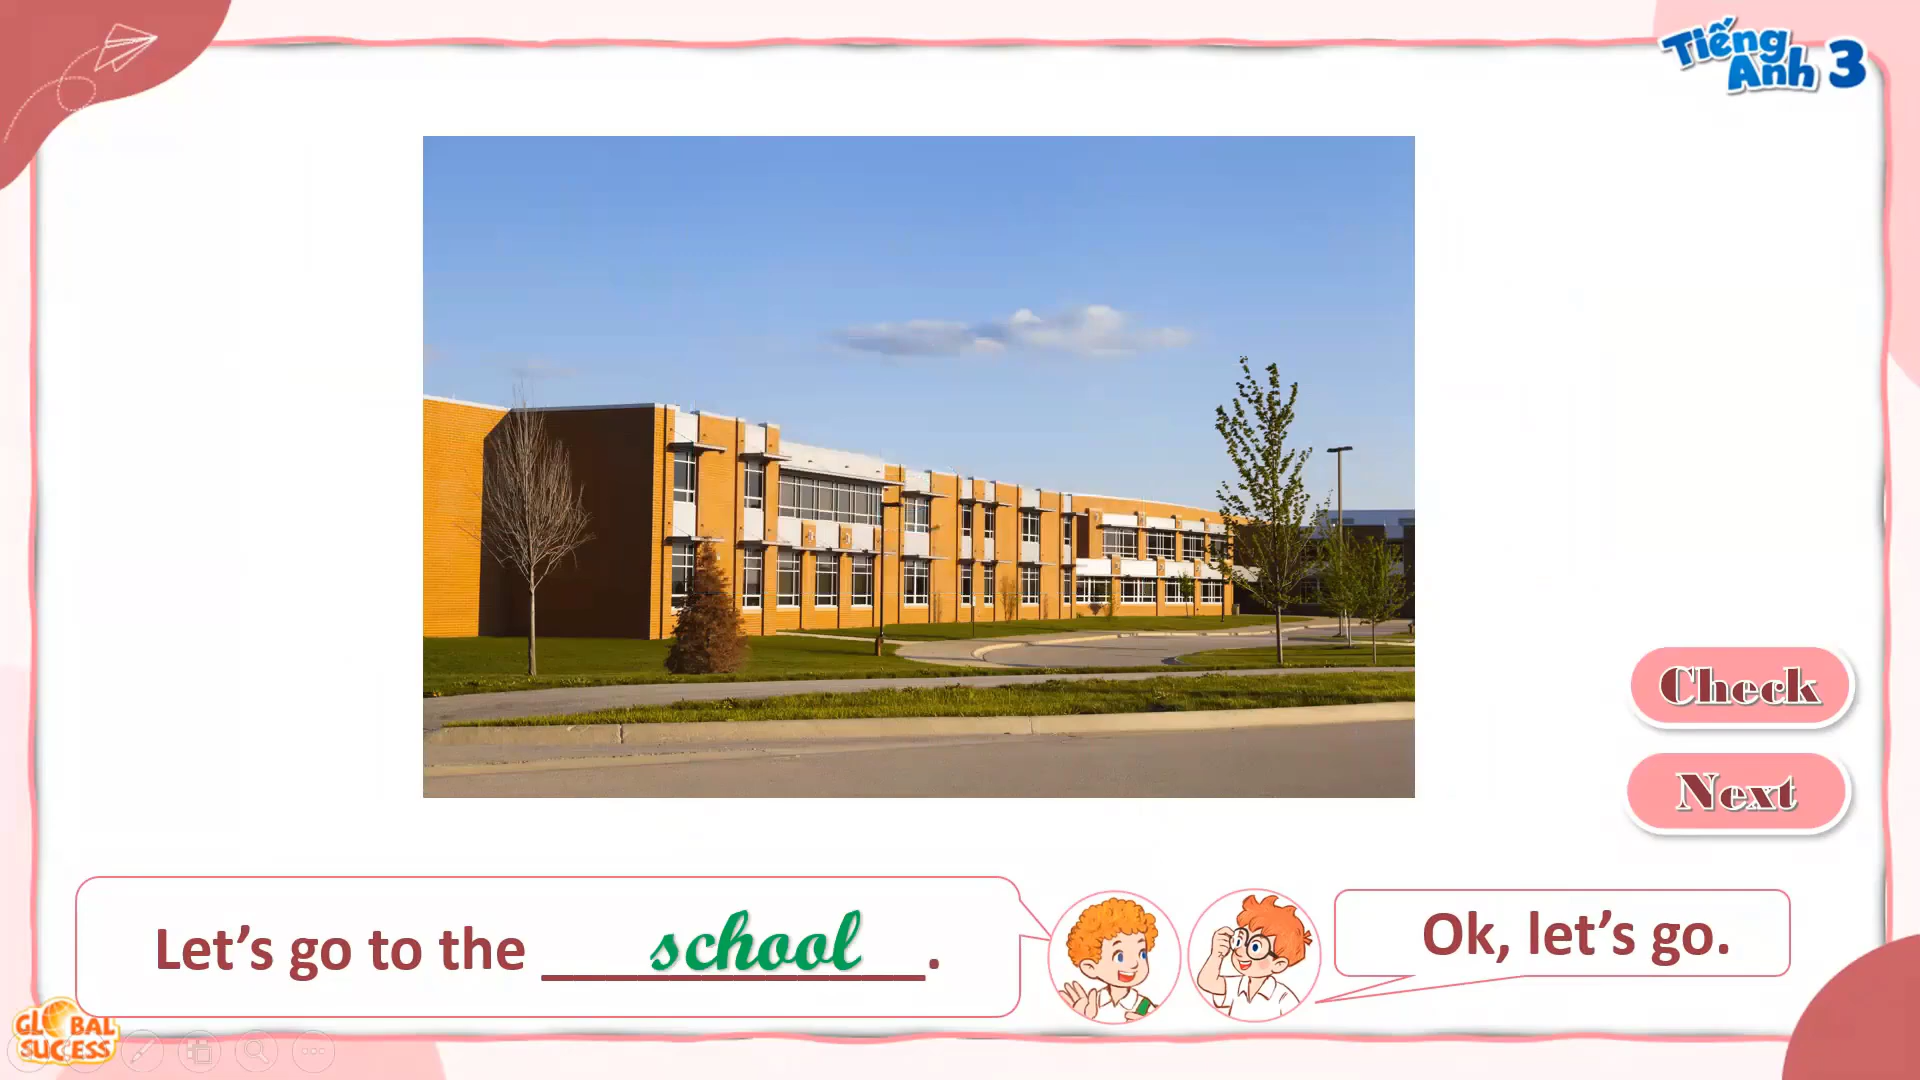 Tiếng
Anh 3
Check
Next
Let's go to the school.
Ok, let's go.
GLOBAL
SUCCESS